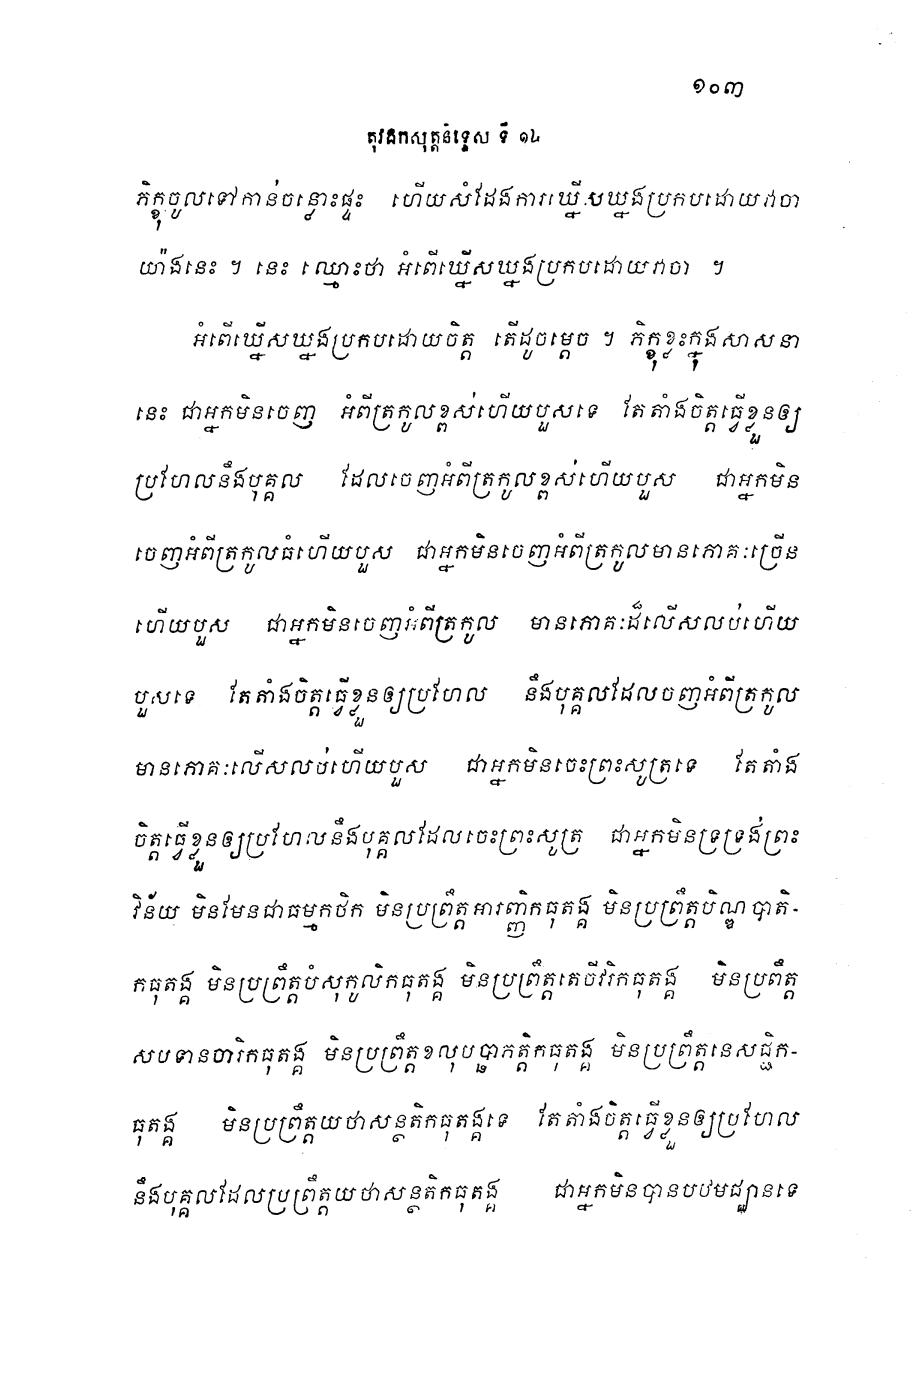 ១០៣
តុវដកសុត្តនិទ្ទេស ទី ១៤
ភិក្ខុចូលទៅកាន់ចន្លោះផ្ទះ ហើយសំដែងការឃ្នើសឃ្នងប្រកបដោយវាចា
យ៉ាងនេះ ។ នេះ ឈ្មោះថា អំពើឃ្នើសឃ្នងប្រកបដោយវាចា ។
អំពើឃ្នើសឃ្នងប្រកបដោយចិត្ត តើដូចម្តេច ។ ភិក្ខុខ្លះក្នុងសាសនា
នេះ ជាអ្នកមិនចេញ អំពីត្រកូលខ្ពស់ហើយបួសទេ តែតាំងចិត្តធ្វើខ្លួនឲ្យ
ប្រហែលនឹងបុគ្គល ដែលចេញអំពីត្រកូលខ្ពស់ហើយបួស ជាអ្នកមិន
ចេញអំពីត្រកូលធំហើយបួស ជាអ្នកមិនចេញអំពីត្រកូលមានភោគៈច្រើន
ហើយបួស ជាអ្នកមិនចេញអំពីត្រកូល មានភោគៈដ៏លើសលប់ហើយ
បួសទេ តែតាំងចិត្តធ្វើខ្លួនឲ្យប្រហែល នឹងបុគ្គលដែលចេញអំពីត្រកូល
មានភោគៈលើសលប់ហើយបួស ជាអ្នកមិនចេះព្រះសូត្រទេ តែតាំង
ចិត្តធ្វើខ្លួនឲ្យប្រហែលនឹងបុគ្គលដែលចេះព្រះសូត្រ ជាអ្នកមិនទ្រទ្រង់ព្រះ
វិន័យ មិនមែនជាធម្មកថិក មិនប្រព្រឹត្តអារញ្ញិកធុតង្គ មិនប្រព្រឹត្តបិណ្ឌបាតិ-
កធុតង្គ មិនប្រព្រឹត្តបំសុកូលិកធុតង្គ មិនប្រព្រឹត្តតេចីវរិកធុតង្គ មិនប្រពឹត្ត
សបទានចារិកធុតង្គ មិនប្រព្រឹត្តខលុបច្ឆាភត្តិកធុតង្គ មិនប្រព្រឹត្តនេសជ្ជិក-
ធុតង្គ មិនប្រព្រឹត្តយថាសន្ថតិកធុតង្គទេ តែតាំងចិត្តធ្វើខ្លួនឲ្យប្រហែល
នឹងបុគ្គលដែលប្រព្រឹត្តយថាសន្ថតិកធុតង្គ ជាអ្នកមិនបានបឋមជ្ឈានទេ